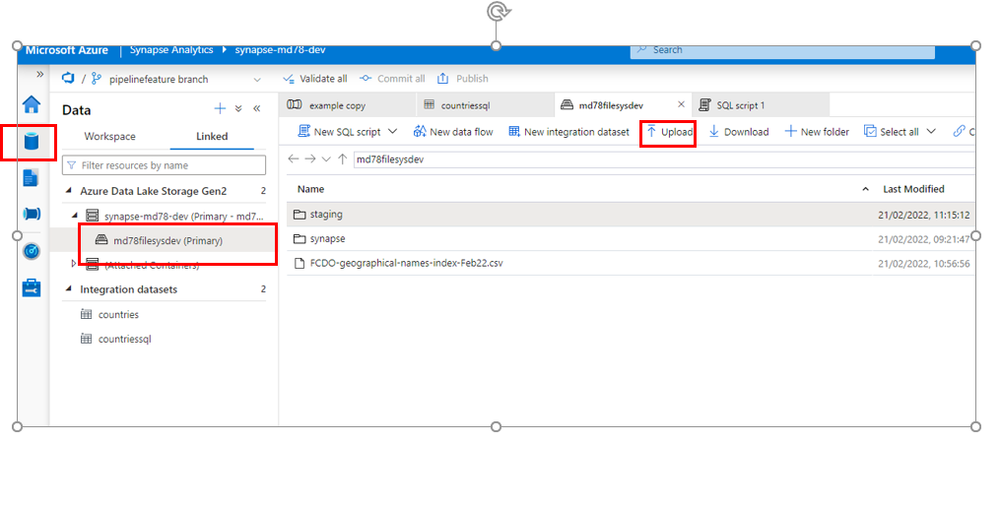 Microsoft Azure Synapse Analytics synapse-md78-dev Search
/ pipelinefeature branch Validate all Commit all Publish
Data
example copy countriessql md78filesysdev SQL script 1
Workspace Linked
New SQL script New data flow New integration dataset Upload Download New folder Select all
Filter resources by name
md78filesysdev
Azure Data Lake Storage Gen2 2
Name Last Modified
synapse-md78-dev (Primary - md7...
staging 21/02/2022, 11:15:12
md78filesysdev (Primary)
synapse 21/02/2022, 09:21:47
(Attached Containers)
FCDO-geographical-names-index-Feb22.csv 21/02/2022, 10:56:56
Integration datasets 2
countries
countriessql